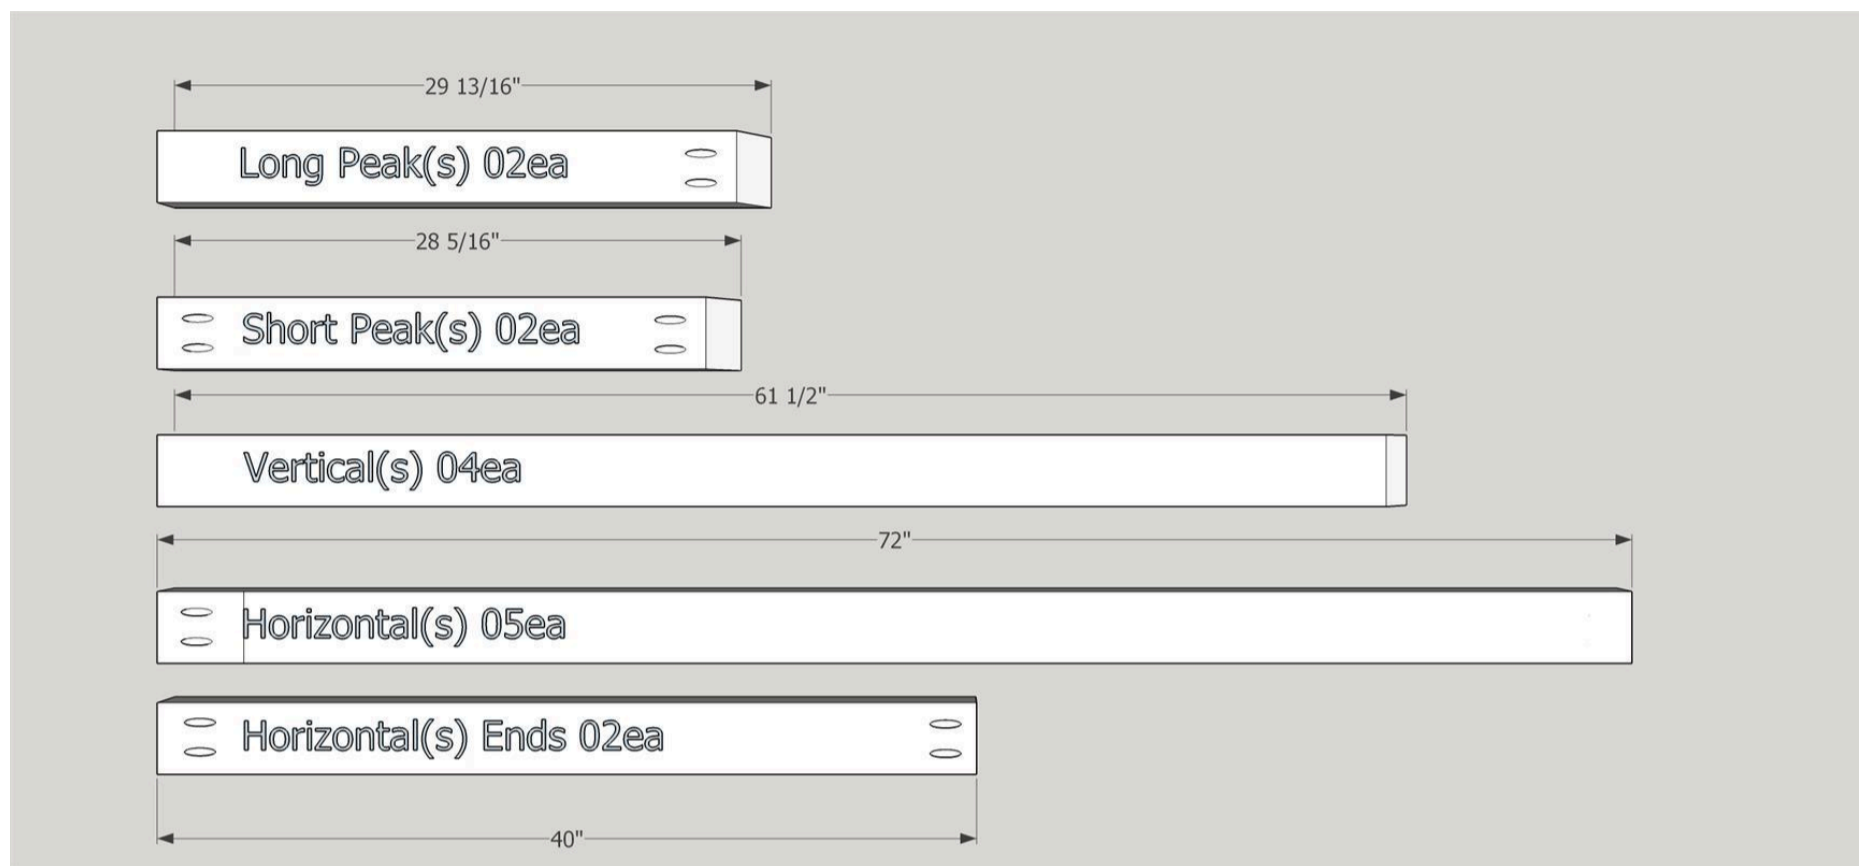 29 13/16"
Long Peak(s) 02ea
28 5/16"
Short Peak(s) 02ea
61 1/2"
Vertical(s) 04ea
72"
Horizontal(s) 05ea
Horizontal(s) Ends 02ea
40"